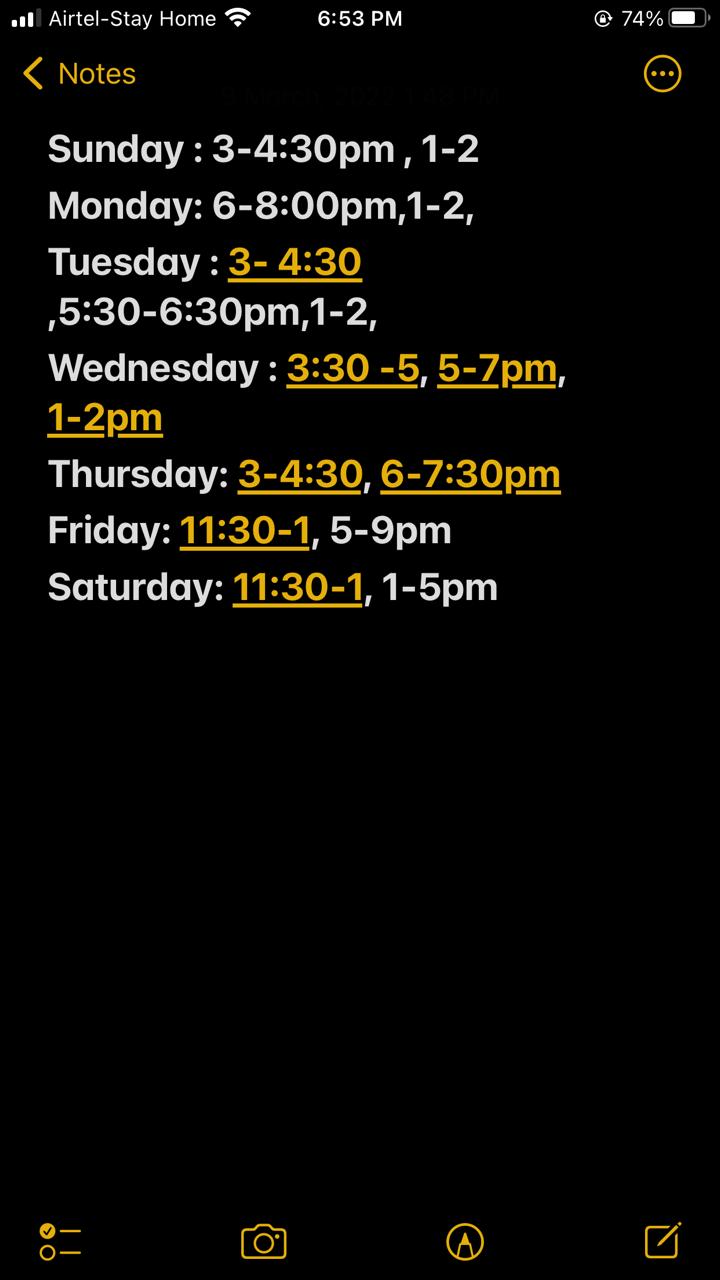 Airtel-Stay Home 6:53 PM 74%
Notes
Sunday : 3-4:30pm , 1-2
Monday: 6-8:00pm,1-2,
Tuesday : 3- 4:30
,5:30-6:30pm,1-2,
Wednesday : 3:30 -5, 5-7pm,
1-2pm
Thursday: 3-4:30, 6-7:30pm
Friday: 11:30-1, 5-9pm
Saturday: 11:30-1, 1-5pm